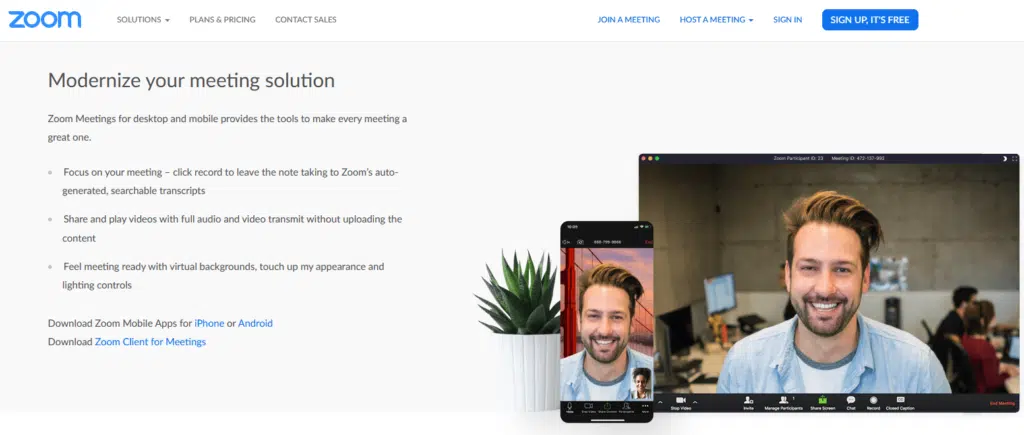 zoom
SOLUTIONS
PLANS & PRICING
CONTACT SALES
JOIN A MEETING
HOST A MEETING
SIGN IN
SIGN UP, IT'S FREE
Modernize your meeting solution
Zoom Meetings for desktop and mobile provides the tools to make every meeting a
great one.
Focus on your meeting – click record to leave the note taking to Zoom's auto-
generated, searchable transcripts
Share and play videos with full audio and video transmit without uploading the
content
Feel meeting ready with virtual backgrounds, touch up my appearance and
lighting controls
Download Zoom Mobile Apps for iPhone or Android
Download Zoom Client for Meetings
Zoom Participant ID: 23 Meeting ID: 472-137-
End
Stop Video
Invite
Manage Participants
Share Screen
Chat
Record
Closed Caption
End Meeting